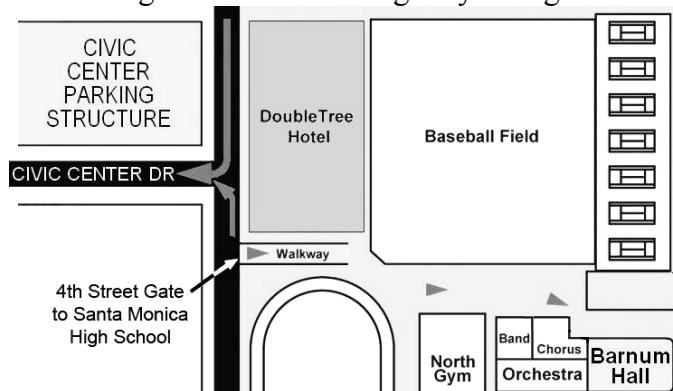 CIVIC
CENTER
PARKING
STRUCTURE
DoubleTree
Hotel
Baseball Field
CIVIC CENTER DR
Walkway
4th Street Gate
to Santa Monica
High School
North
Gym
Band
Chorus
Orchestra
Barnum
Hall